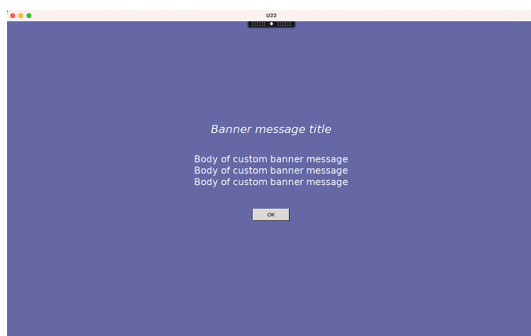 U22
Banner message title
Body of custom banner message
Body of custom banner message
Body of custom banner message
OK